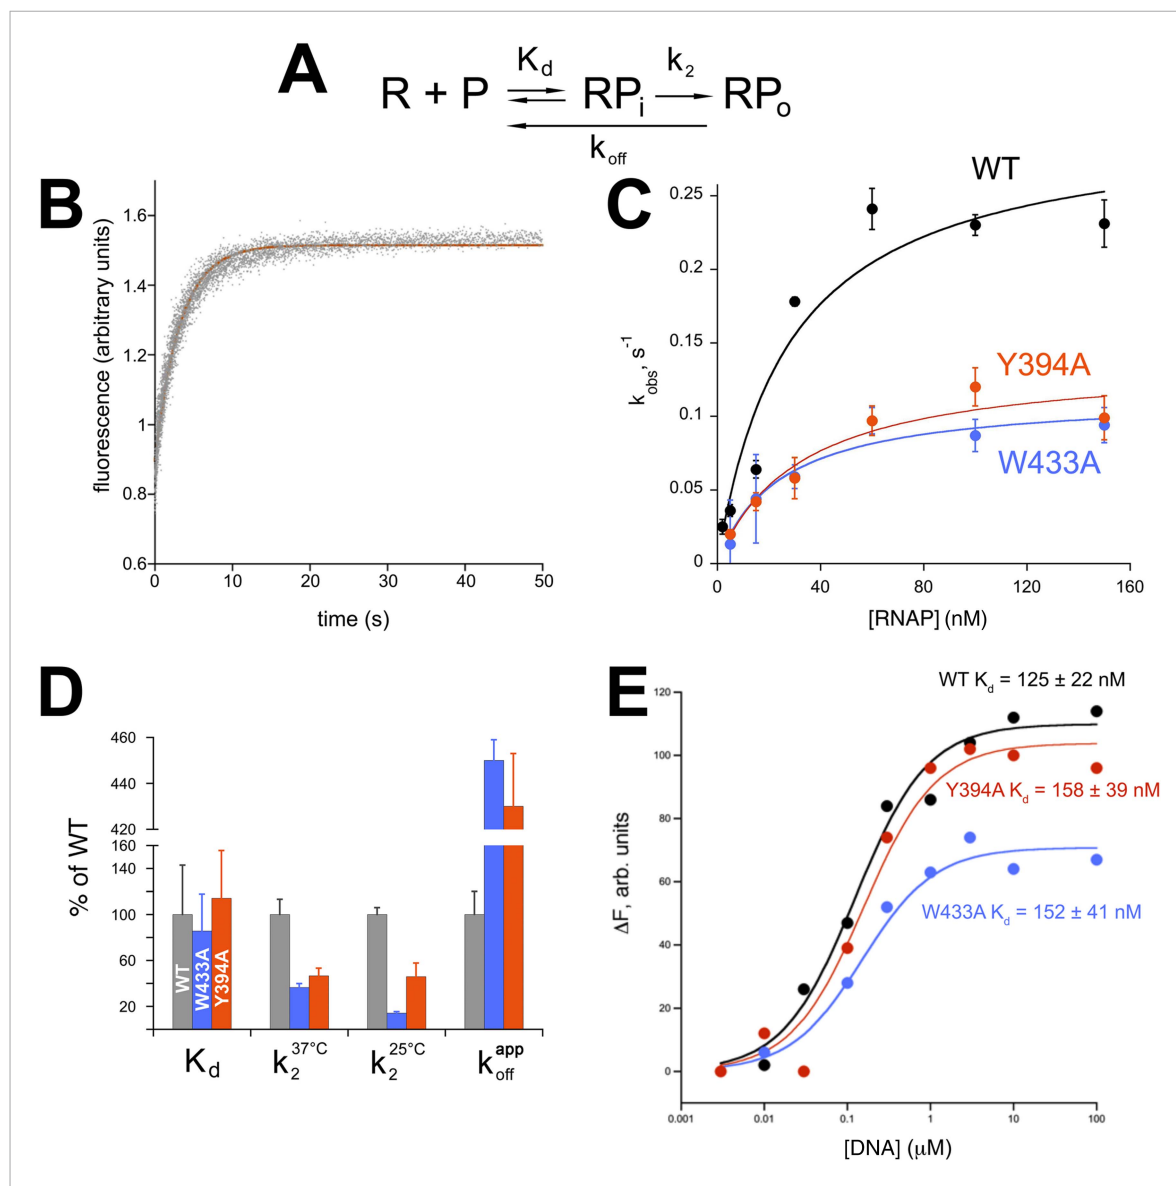 A
K_d
k_2
R + P
RP_i
RP_o
k_off
B
fluorescence (arbitrary units)
1.6
1.4
1.2
1
0.8
0.6
0
10
20
30
40
50
time (s)
C
WT
Y394A
W433A
k_obs, s^-1
0.25
0.2
0.15
0.1
0.05
0
0
40
80
120
160
[RNAP] (nM)
D
% of WT
460
440
420
160
140
100
60
20
WT
W433A
Y394A
K_d
k_2^37°C
k_2^25°C
k_off^app
E
WT K_d = 125 ± 22 nM
Y394A K_d = 158 ± 39 nM
W433A K_d = 152 ± 41 nM
ΔF, arb. units
120
100
80
60
40
20
0
0.001
0.01
0.1
1
10
100
[DNA] (µM)